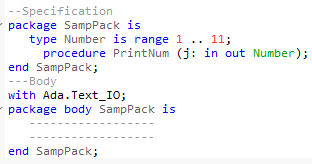 --Specification
package SampPack is
   type Number is range 1 .. 11;
     procedure PrintNum (j: in out Number);
end SampPack;
---Body
with Ada.Text_IO;
package body SampPack is
   ------------------
   ------------------
end SampPack;